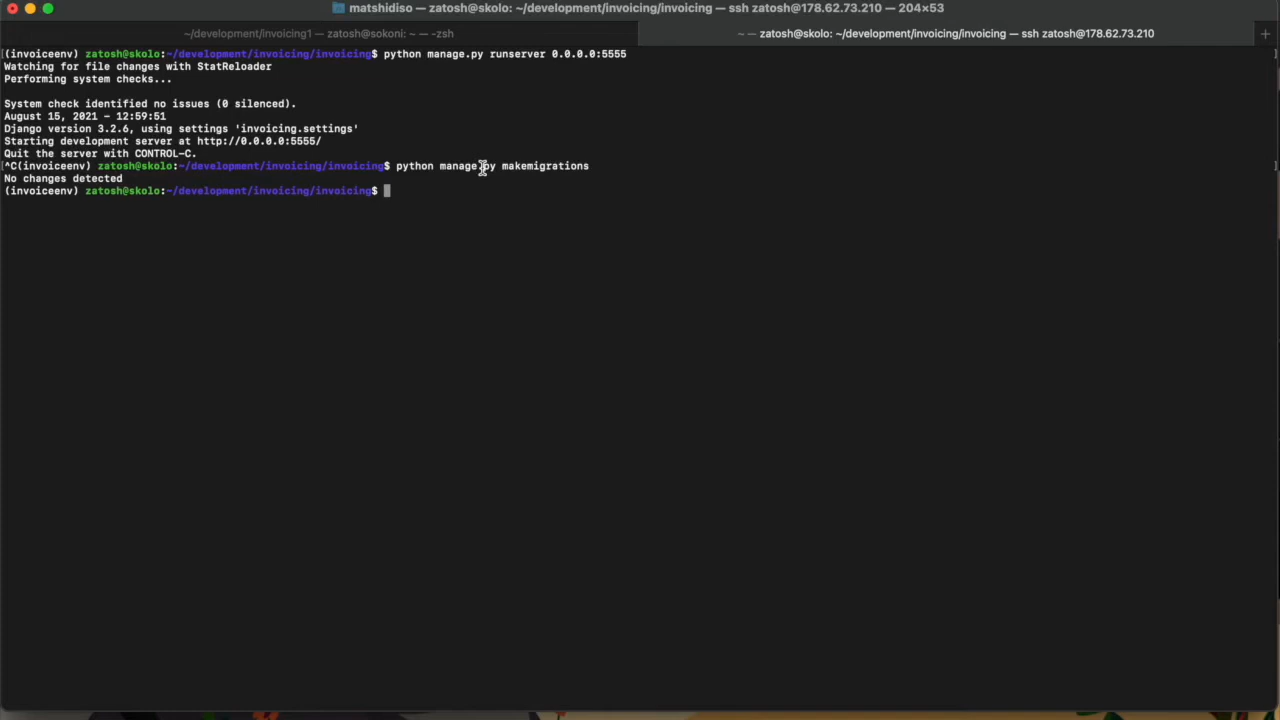 matshidiso — zatosh@skolo: ~/development/invoicing/invoicing — ssh zatosh@178.62.73.210 — 204×53
~/development/invoicing1 — zatosh@sokoni: ~ — -zsh
~ — zatosh@skolo: ~/development/invoicing/invoicing — ssh zatosh@178.62.73.210 +
(invoiceenv) zatosh@skolo:~/development/invoicing/invoicing$ python manage.py runserver 0.0.0.0:5555
Watching for file changes with StatReloader
Performing system checks...
System check identified no issues (0 silenced).
August 15, 2021 - 12:59:51
Django version 3.2.6, using settings 'invoicing.settings'
Starting development server at http://0.0.0.0:5555/
Quit the server with CONTROL-C.
^C(invoiceenv) zatosh@skolo:~/development/invoicing/invoicing$ python manage.py makemigrations
No changes detected
(invoiceenv) zatosh@skolo:~/development/invoicing/invoicing$